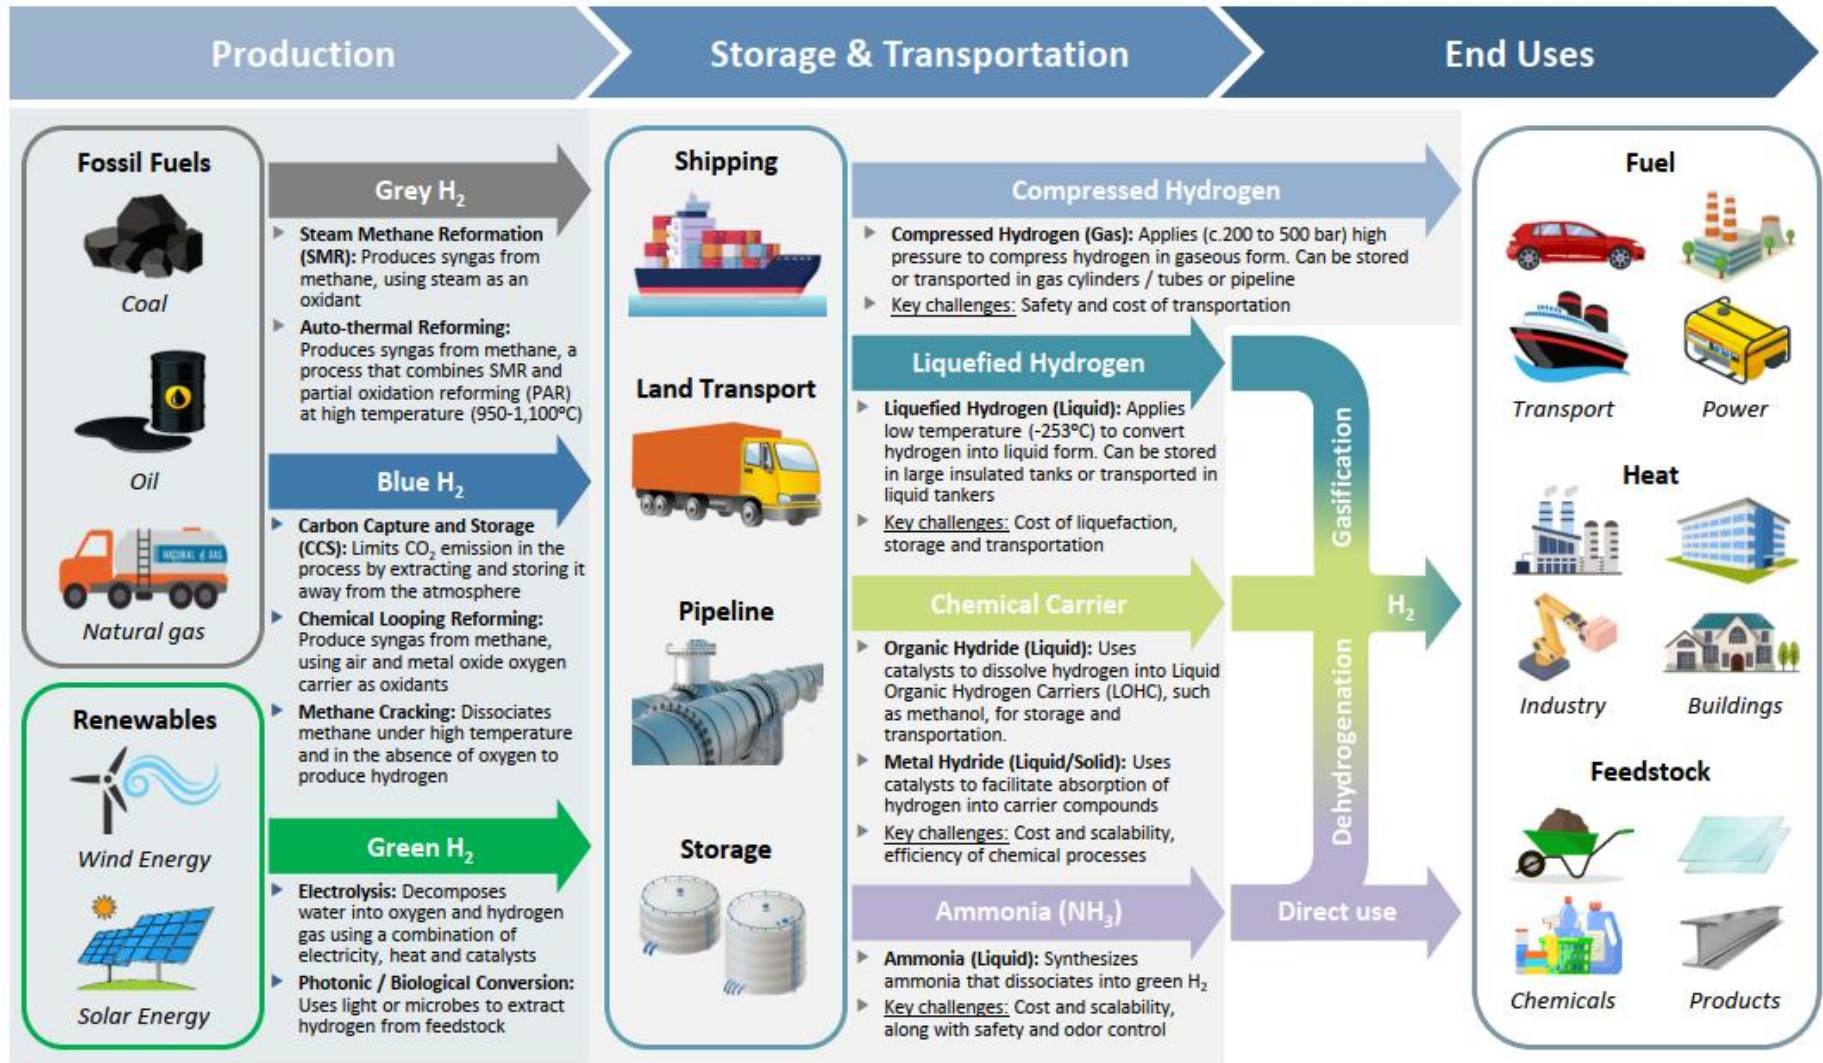 Production
Storage & Transportation
End Uses
Fossil Fuels
Coal
Oil
NATURAL GAS
Natural gas
Renewables
Wind Energy
Solar Energy
Grey H₂
Steam Methane Reformation
(SMR): Produces syngas from
methane, using steam as an
oxidant
Auto-thermal Reforming:
Produces syngas from methane, a
process that combines SMR and
partial oxidation reforming (PAR)
at high temperature (950-1,100ºC)
Blue H₂
Carbon Capture and Storage
(CCS): Limits CO₂ emission in the
process by extracting and storing it
away from the atmosphere
Chemical Looping Reforming:
Produce syngas from methane,
using air and metal oxide oxygen
carrier as oxidants
Methane Cracking: Dissociates
methane under high temperature
and in the absence of oxygen to
produce hydrogen
Green H₂
Electrolysis: Decomposes
water into oxygen and hydrogen
gas using a combination of
electricity, heat and catalysts
Photonic / Biological Conversion:
Uses light or microbes to extract
hydrogen from feedstock
Shipping
Land Transport
Pipeline
Storage
Compressed Hydrogen
Compressed Hydrogen (Gas): Applies (c.200 to 500 bar) high
pressure to compress hydrogen in gaseous form. Can be stored
or transported in gas cylinders / tubes or pipeline
Key challenges: Safety and cost of transportation
Liquefied Hydrogen
Liquefied Hydrogen (Liquid): Applies
low temperature (-253ºC) to convert
hydrogen into liquid form. Can be stored
in large insulated tanks or transported in
liquid tankers
Key challenges: Cost of liquefaction,
storage and transportation
Chemical Carrier
Organic Hydride (Liquid): Uses
catalysts to dissolve hydrogen into Liquid
Organic Hydrogen Carriers (LOHC), such
as methanol, for storage and
transportation.
Metal Hydride (Liquid/Solid): Uses
catalysts to facilitate absorption of
hydrogen into carrier compounds
Key challenges: Cost and scalability,
efficiency of chemical processes
Ammonia (NH₃)
Ammonia (Liquid): Synthesizes
ammonia that dissociates into green H₂
Key challenges: Cost and scalability,
along with safety and odor control
Gasification
H₂
Dehydrogenation
Direct use
Fuel
Transport
Power
Heat
Industry
Buildings
Feedstock
Chemicals
Products